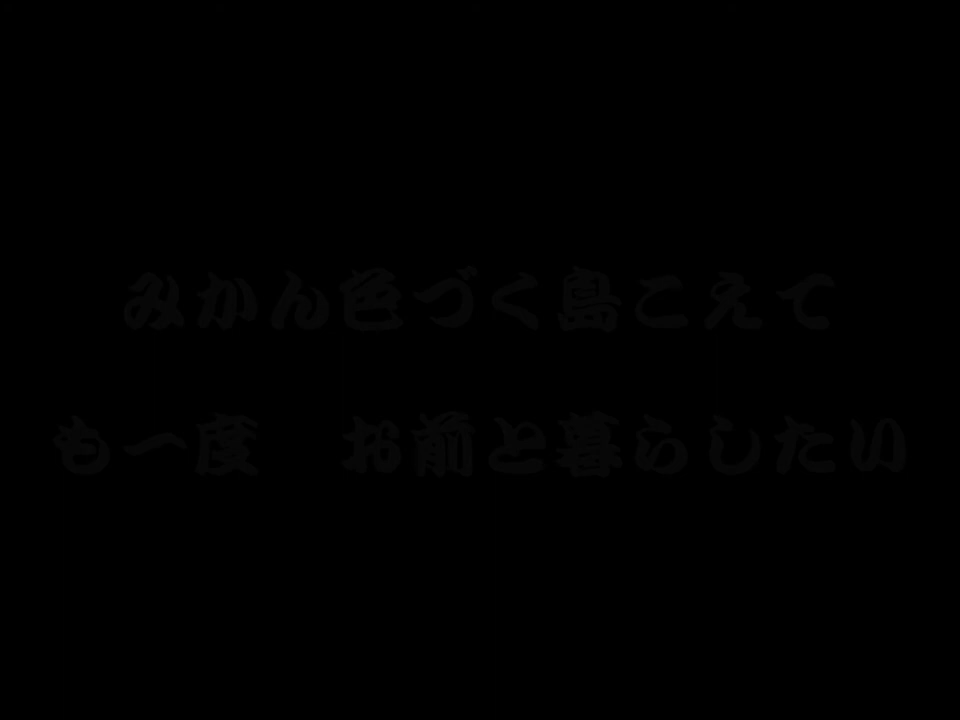 みかん色づく島こえて
も一度　お前と暮らしたい